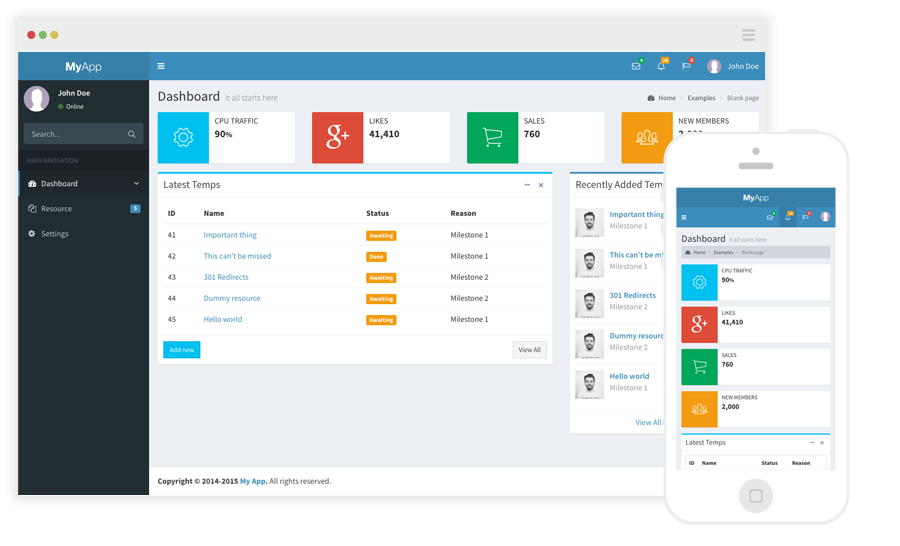 MyApp
4
10
9
John Doe
John Doe
Online
Search...
MAIN NAVIGATION
Dashboard
Resource 5
Settings
Dashboard it all starts here
Home > Examples > Blank page
CPU TRAFFIC
90%
g+
LIKES
41,410
SALES
760
NEW MEMBERS
Latest Temps
ID Name Status Reason
41 Important thing Awaiting Milestone 1
42 This can't be missed Done Milestone 1
43 301 Redirects Awaiting Milestone 2
44 Dummy resource Awaiting Milestone 2
45 Hello world Awaiting Milestone 1
Add new
View All
Recently Added Tem
Important thing
Milestone 1
This can't be
Milestone 1
301 Redirects
Milestone 2
Dummy resourc
Milestone 2
Hello world
Milestone 1
View All
Copyright © 2014-2015 My App. All rights reserved.
MyApp
Dashboard it all starts here
Home > Examples > Blank page
CPU TRAFFIC
90%
g+
LIKES
41,410
SALES
760
NEW MEMBERS
2,000
Latest Temps
ID Name Status Reason